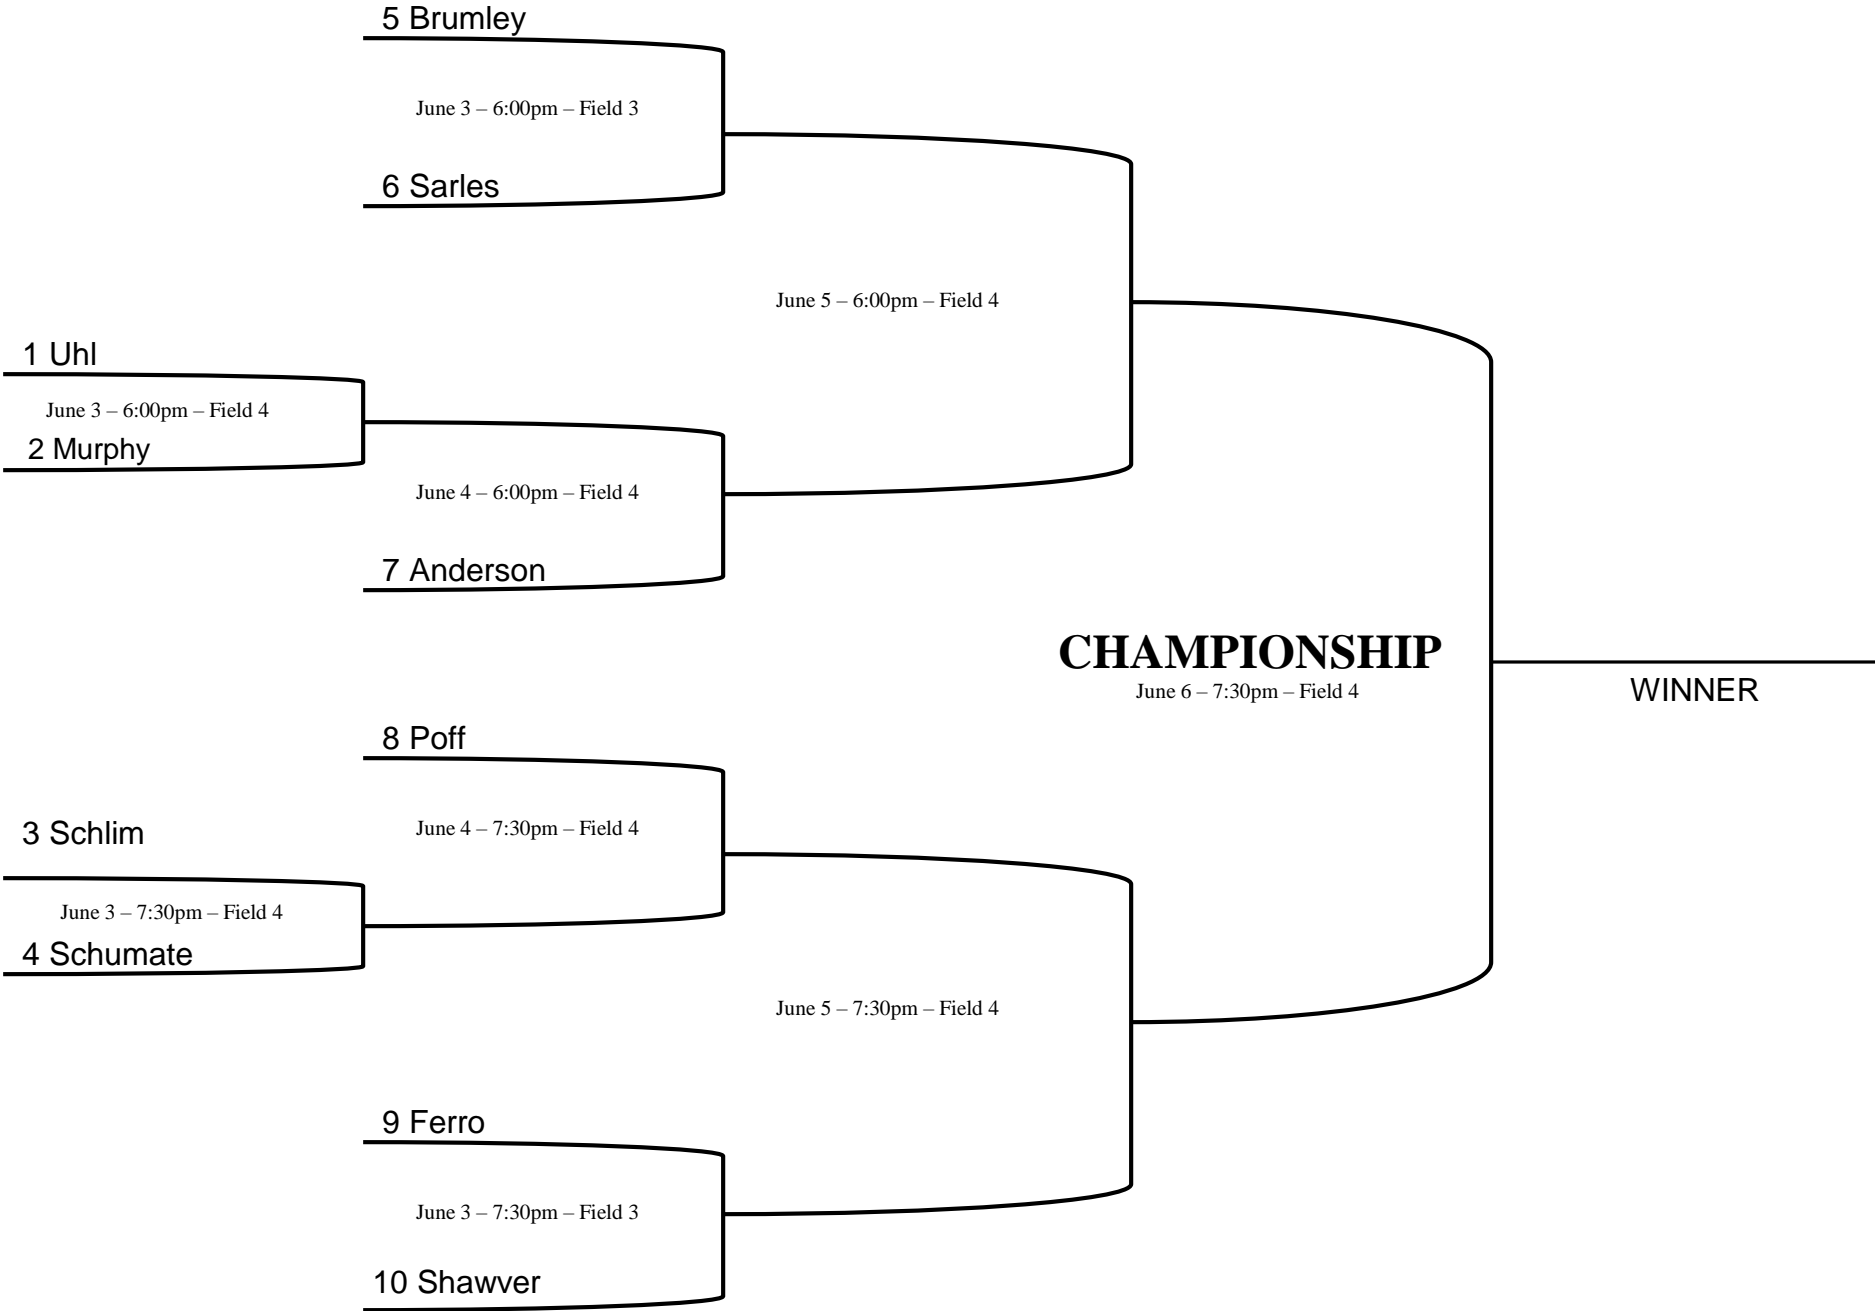 5 Brumley
June 3 – 6:00pm – Field 3
6 Sarles
June 5 – 6:00pm – Field 4
1 Uhl
June 3 – 6:00pm – Field 4
2 Murphy
June 4 – 6:00pm – Field 4
7 Anderson
CHAMPIONSHIP
June 6 – 7:30pm – Field 4
WINNER
8 Poff
3 Schlim
June 4 – 7:30pm – Field 4
June 3 – 7:30pm – Field 4
4 Schumate
June 5 – 7:30pm – Field 4
9 Ferro
June 3 – 7:30pm – Field 3
10 Shawver